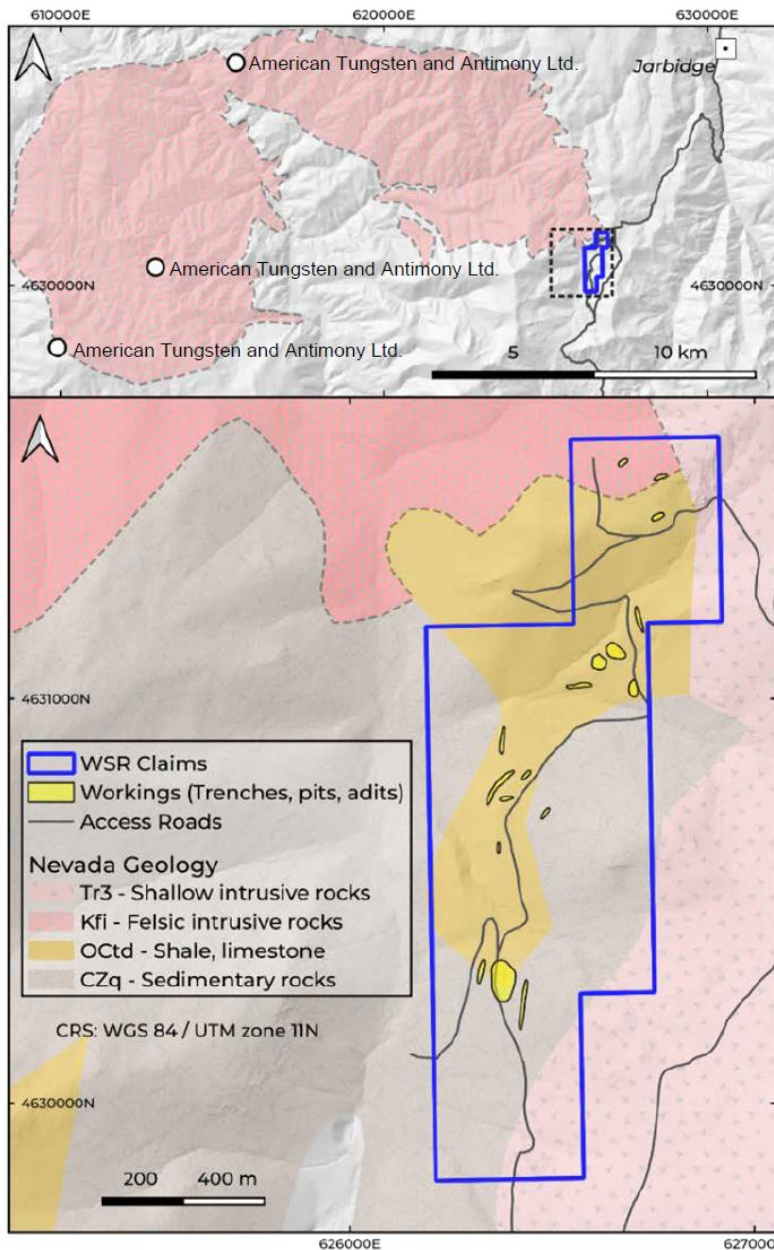 610000E
620000E
630000E
American Tungsten and Antimony Ltd.
Jarbidge
American Tungsten and Antimony Ltd.
4630000N
American Tungsten and Antimony Ltd.
5
10 km
4631000N
WSR Claims
Workings (Trenches, pits, adits)
Access Roads
Nevada Geology
Tr3 - Shallow intrusive rocks
Kfi - Felsic intrusive rocks
OCtd - Shale, limestone
CZq - Sedimentary rocks
CRS: WGS 84 / UTM zone 11N
4630000N
200
400 m
626000E
627000E